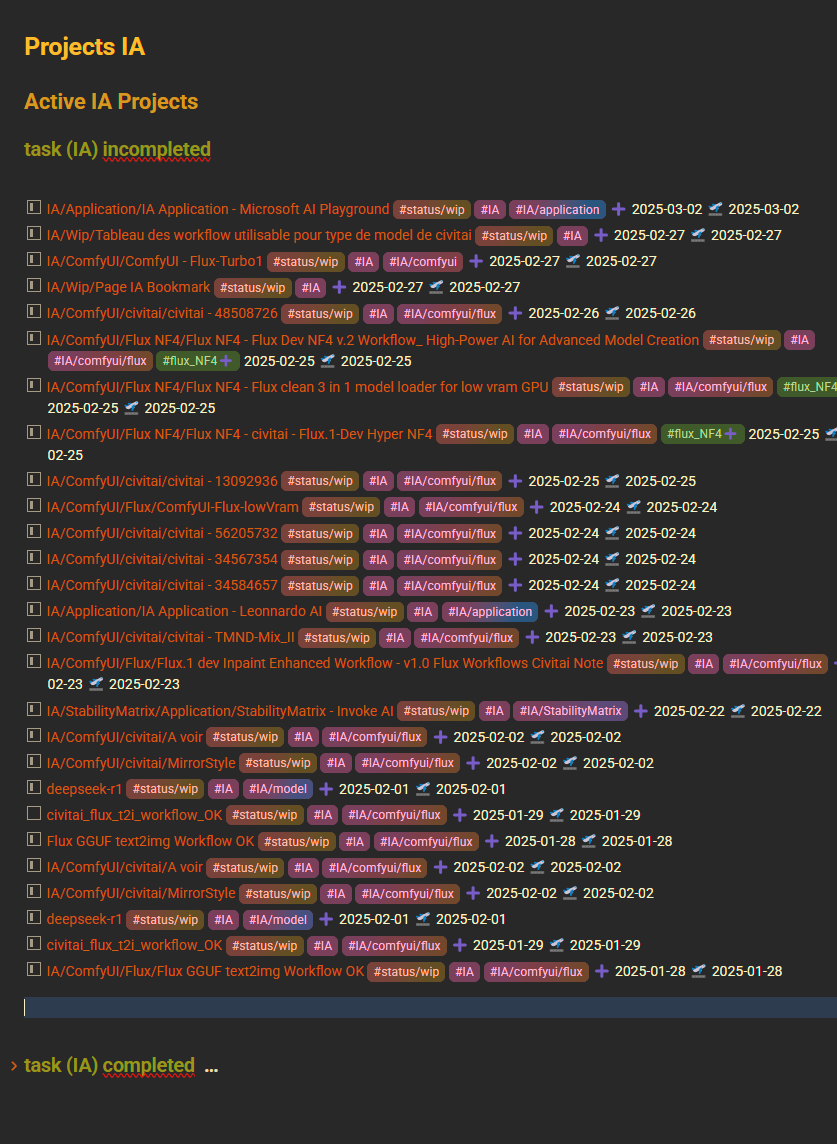 Projects IA
Active IA Projects
task (IA) incompleted
IA/Application/IA Application - Microsoft AI Playground #status/wip #IA #IA/application ➕ 2025-03-02 🛫 2025-03-02
IA/Wip/Tableau des workflow utilisable pour type de model de civitai #status/wip #IA ➕ 2025-02-27 🛫 2025-02-27
IA/ComfyUI/ComfyUI - Flux-Turbo1 #status/wip #IA #IA/comfyui ➕ 2025-02-27 🛫 2025-02-27
IA/Wip/Page IA Bookmark #status/wip #IA ➕ 2025-02-27 🛫 2025-02-27
IA/ComfyUI/civitai/civitai - 48508726 #status/wip #IA #IA/comfyui/flux ➕ 2025-02-26 🛫 2025-02-26
IA/ComfyUI/Flux NF4/Flux NF4 - Flux Dev NF4 v.2 Workflow_ High-Power AI for Advanced Model Creation #status/wip #IA
#IA/comfyui/flux #flux_NF4➕ 2025-02-25 🛫 2025-02-25
IA/ComfyUI/Flux NF4/Flux NF4 - Flux clean 3 in 1 model loader for low vram GPU #status/wip #IA #IA/comfyui/flux #flux_NF4
2025-02-25 🛫 2025-02-25
IA/ComfyUI/Flux NF4/Flux NF4 - civitai - Flux.1-Dev Hyper NF4 #status/wip #IA #IA/comfyui/flux #flux_NF4➕ 2025-02-25 🛫
02-25
IA/ComfyUI/civitai/civitai - 13092936 #status/wip #IA #IA/comfyui/flux ➕ 2025-02-25 🛫 2025-02-25
IA/ComfyUI/Flux/ComfyUI-Flux-lowVram #status/wip #IA #IA/comfyui/flux ➕ 2025-02-24 🛫 2025-02-24
IA/ComfyUI/civitai/civitai - 56205732 #status/wip #IA #IA/comfyui/flux ➕ 2025-02-24 🛫 2025-02-24
IA/ComfyUI/civitai/civitai - 34567354 #status/wip #IA #IA/comfyui/flux ➕ 2025-02-24 🛫 2025-02-24
IA/ComfyUI/civitai/civitai - 34584657 #status/wip #IA #IA/comfyui/flux ➕ 2025-02-24 🛫 2025-02-24
IA/Application/IA Application - Leonnardo AI #status/wip #IA #IA/application ➕ 2025-02-23 🛫 2025-02-23
IA/ComfyUI/civitai/civitai - TMND-Mix_II #status/wip #IA #IA/comfyui/flux ➕ 2025-02-23 🛫 2025-02-23
IA/ComfyUI/Flux/Flux.1 dev Inpaint Enhanced Workflow - v1.0 Flux Workflows Civitai Note #status/wip #IA #IA/comfyui/flux ➕
02-23 🛫 2025-02-23
IA/StabilityMatrix/Application/StabilityMatrix - Invoke AI #status/wip #IA #IA/StabilityMatrix ➕ 2025-02-22 🛫 2025-02-22
IA/ComfyUI/civitai/A voir #status/wip #IA #IA/comfyui/flux ➕ 2025-02-02 🛫 2025-02-02
IA/ComfyUI/civitai/MirrorStyle #status/wip #IA #IA/comfyui/flux ➕ 2025-02-02 🛫 2025-02-02
deepseek-r1 #status/wip #IA #IA/model ➕ 2025-02-01 🛫 2025-02-01
civitai_flux_t2i_workflow_OK #status/wip #IA #IA/comfyui/flux ➕ 2025-01-29 🛫 2025-01-29
Flux GGUF text2img Workflow OK #status/wip #IA #IA/comfyui/flux ➕ 2025-01-28 🛫 2025-01-28
IA/ComfyUI/civitai/A voir #status/wip #IA #IA/comfyui/flux ➕ 2025-02-02 🛫 2025-02-02
IA/ComfyUI/civitai/MirrorStyle #status/wip #IA #IA/comfyui/flux ➕ 2025-02-02 🛫 2025-02-02
deepseek-r1 #status/wip #IA #IA/model ➕ 2025-02-01 🛫 2025-02-01
civitai_flux_t2i_workflow_OK #status/wip #IA #IA/comfyui/flux ➕ 2025-01-29 🛫 2025-01-29
IA/ComfyUI/Flux/Flux GGUF text2img Workflow OK #status/wip #IA #IA/comfyui/flux ➕ 2025-01-28 🛫 2025-01-28
task (IA) completed ...